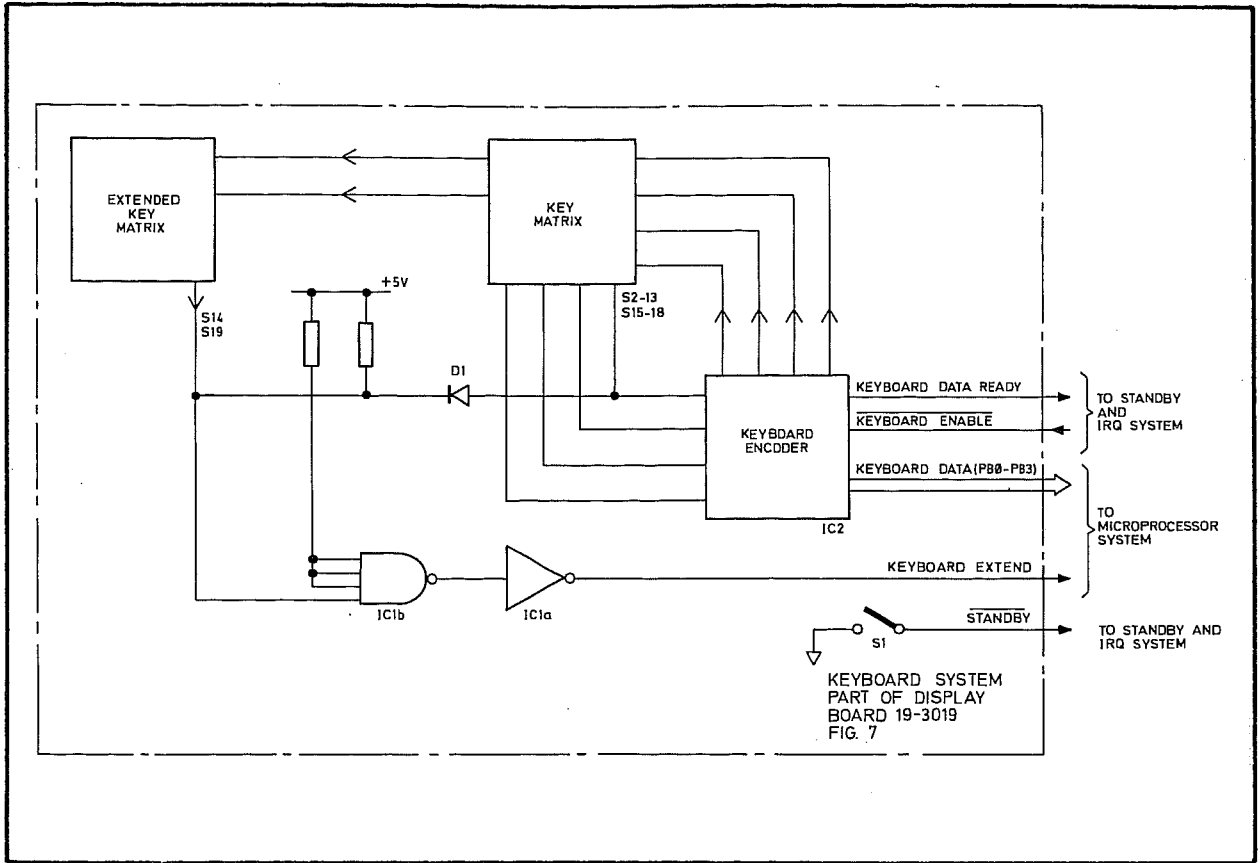 EXTENDED
KEY
MATRIX
KEY
MATRIX
+5V
S14
S19
S2-13
S15-18
D1
KEYBOARD
ENCODER
IC2
KEYBOARD DATA READY
KEYBOARD ENABLE
TO STANDBY
AND
IRQ SYSTEM
KEYBOARD DATA(PBØ-PB3)
TO
MICROPROCESSOR
SYSTEM
KEYBOARD EXTEND
IC1b
IC1a
STANDBY
S1
TO STANDBY AND
IRQ SYSTEM
KEYBOARD SYSTEM
PART OF DISPLAY
BOARD 19-3019
FIG. 7